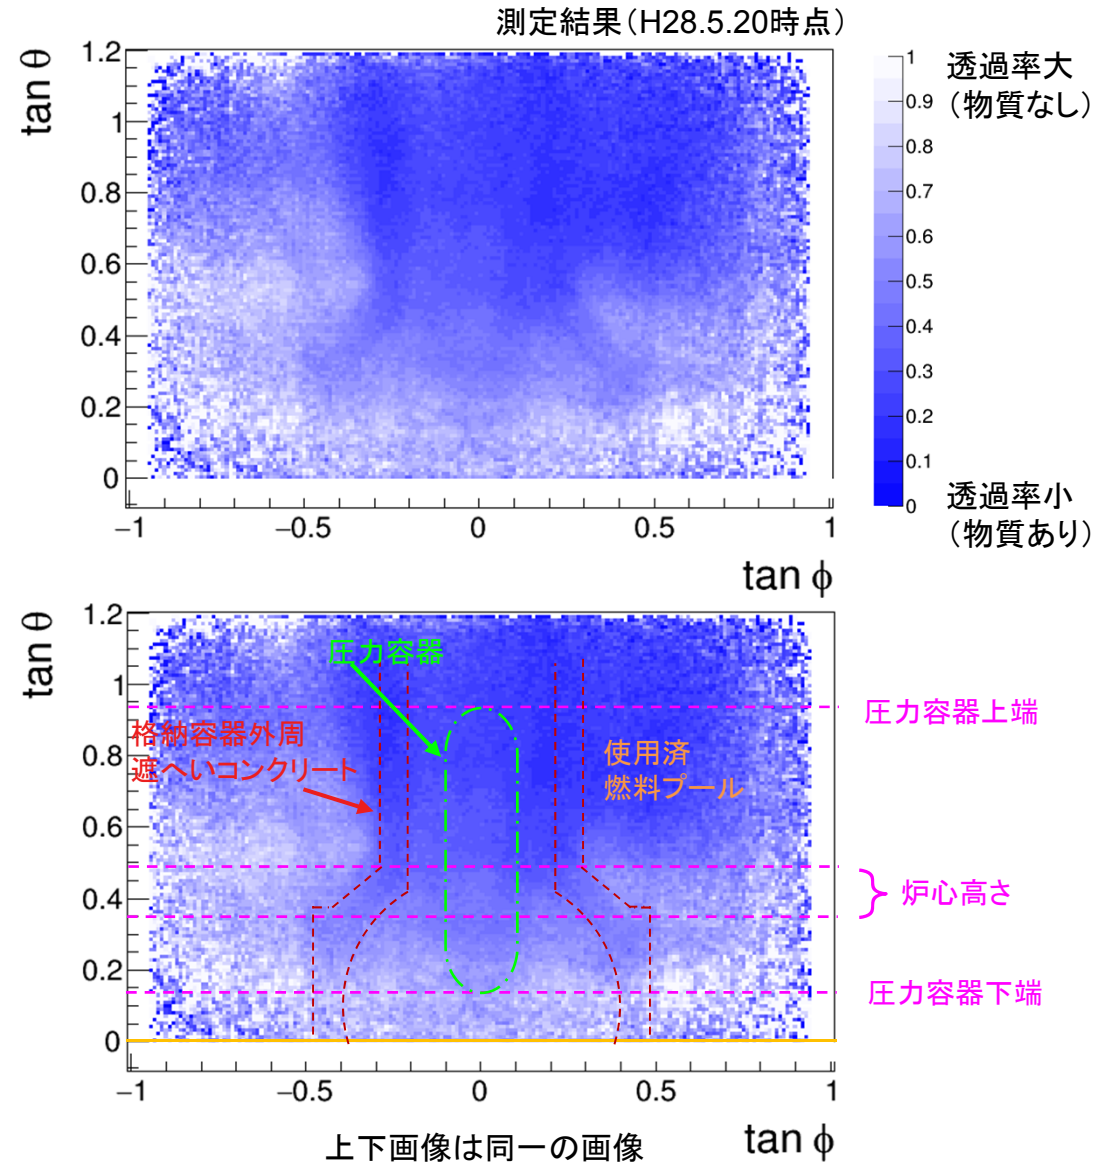 測定結果（H28.5.20時点）
1.2
1
0.8
0.6
0.4
0.2
0
tan θ
−1
−0.5
0
0.5
1
tan ϕ
1
0.9
0.8
0.7
0.6
0.5
0.4
0.3
0.2
0.1
0
透過率大
（物質なし）
透過率小
（物質あり）
1.2
1
0.8
0.6
0.4
0.2
0
tan θ
圧力容器
格納容器外周
遮へいコンクリート
使用済
燃料プール
圧力容器上端
炉心高さ
圧力容器下端
−1
−0.5
0
0.5
1
tan ϕ
上下画像は同一の画像